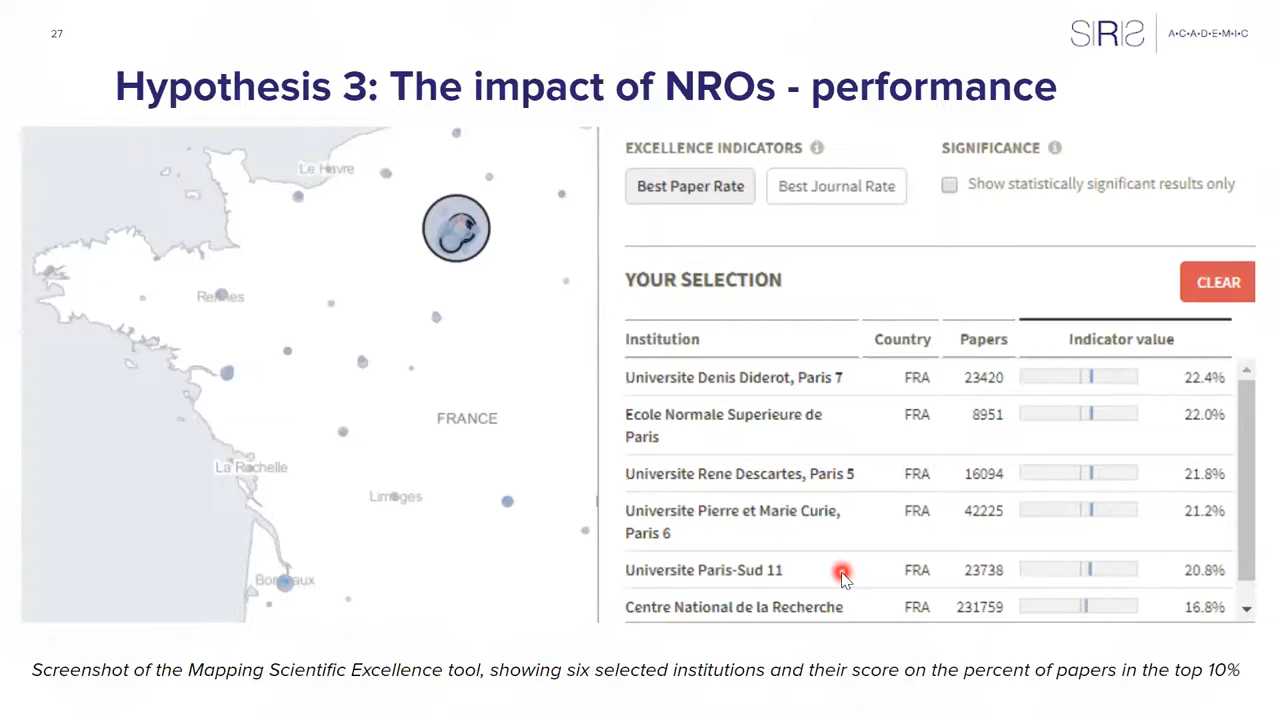 27
SIRIS
A•C•A•D•E•M•I•C
Hypothesis 3: The impact of NROs - performance
Le Havre
Rennes
FRANCE
La Rochelle
Limoges
Bordeaux
EXCELLENCE INDICATORS
SIGNIFICANCE
Best Paper Rate
Best Journal Rate
Show statistically significant results only
YOUR SELECTION
CLEAR
Institution Country Papers Indicator value
Universite Denis Diderot, Paris 7 FRA 23420 22.4%
Ecole Normale Superieure de FRA 8951 22.0%
Paris
Universite Rene Descartes, Paris 5 FRA 16094 21.8%
Universite Pierre et Marie Curie, FRA 42225 21.2%
Paris 6
Universite Paris-Sud 11 FRA 23738 20.8%
Centre National de la Recherche FRA 231759 16.8%
Screenshot of the Mapping Scientific Excellence tool, showing six selected institutions and their score on the percent of papers in the top 10%